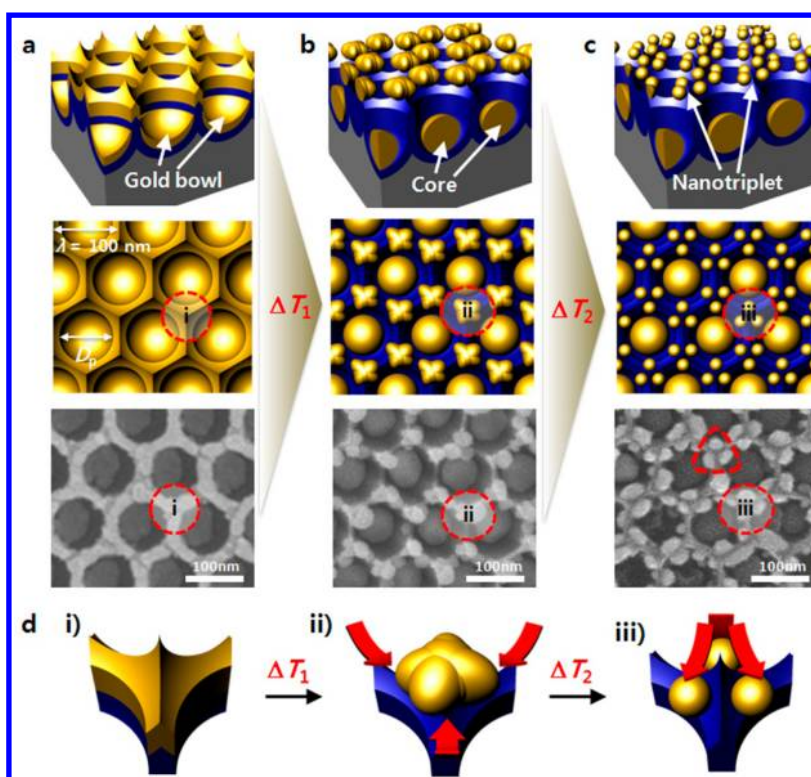 a
b
c
Gold bowl
Core
Nanotriplet
λ = 100 nm
Dp
i
ΔT1
ii
ΔT2
iii
i
100nm
ii
100nm
iii
100nm
d
i)
ii)
iii)
ΔT1
ΔT2